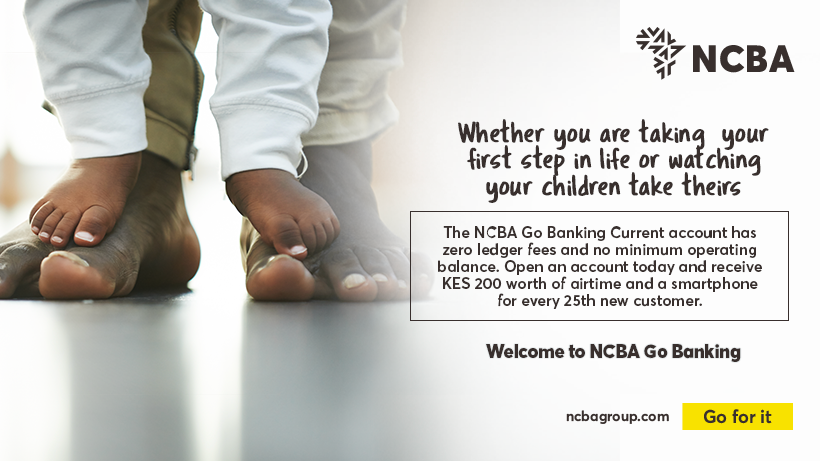 NCBA
Whether you are taking your
first step in life or watching
your children take theirs
The NCBA Go Banking Current account has
zero ledger fees and no minimum operating
balance. Open an account today and receive
KES 200 worth of airtime and a smartphone
for every 25th new customer.
Welcome to NCBA Go Banking
ncbagroup.com
Go for it